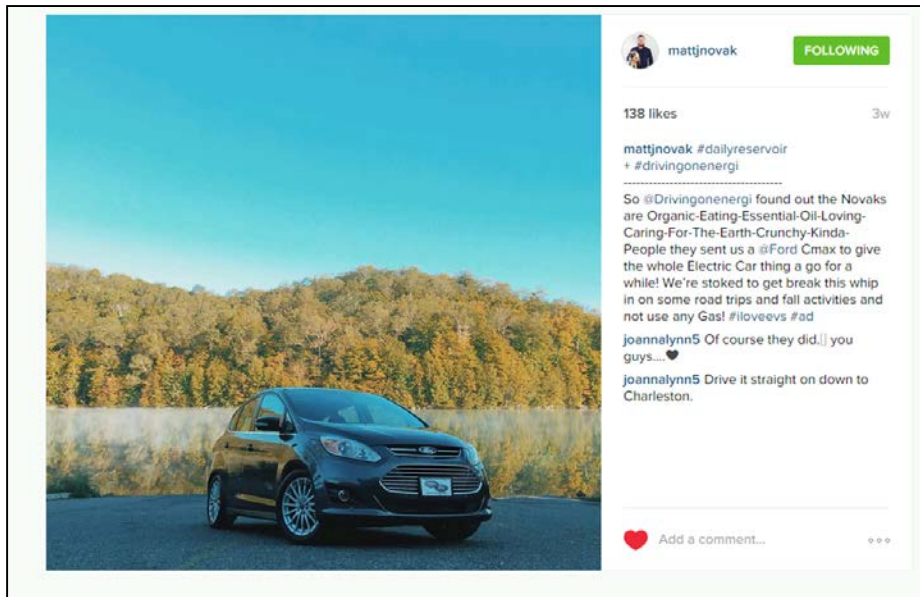 mattjnovak
FOLLOWING
138 likes
3w
mattjnovak #dailyreservoir
+ #drivingonenergi
--------------------------------------
So @Drivingonenergi found out the Novaks
are Organic-Eating-Essential-Oil-Loving-
Caring-For-The-Earth-Crunchy-Kinda-
People they sent us a @Ford Cmax to give
the whole Electric Car thing a go for a
while! We're stoked to get break this whip
in on some road trips and fall activities and
not use any Gas! #iloveevs #ad
joannalynn5 Of course they did.▯ you
guys....🖤
joannalynn5 Drive it straight on down to
Charleston.
Add a comment...
Ford